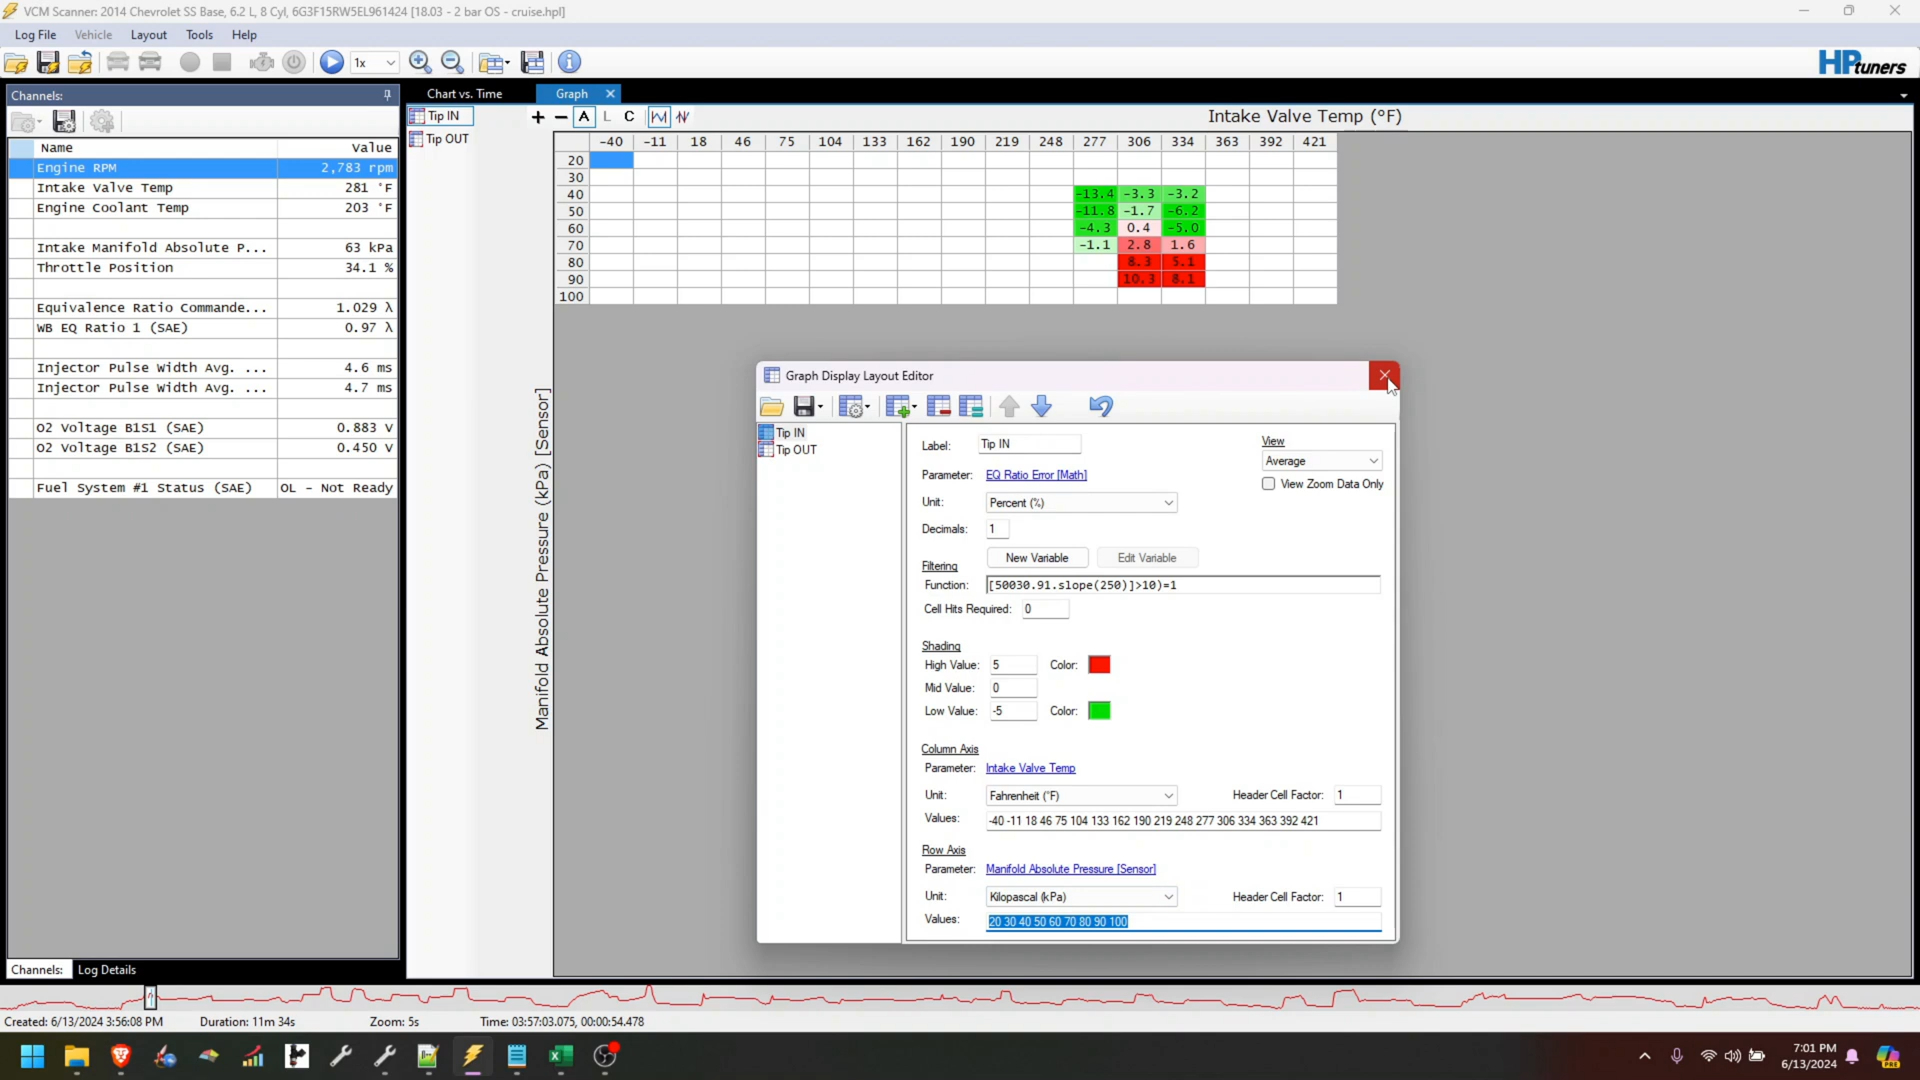 VCM Scanner: 2014 Chevrolet SS Base, 6.2 L, 8 Cyl, 6G3F15RW5EL961424 [18.03 - 2 bar OS - cruise.hpl]
Log File Vehicle Layout Tools Help
1x
HPtuners
Channels:
Chart vs. Time Graph
Tip IN
Tip OUT
A L C
Intake Valve Temp (°F)
-40 -11 18 46 75 104 133 162 190 219 248 277 306 334 363 392 421
20
30
40 -13.4 -3.3 -3.2
50 -11.8 -1.7 -6.2
60 -4.3 0.4 -5.0
70 -1.1 2.8 1.6
80 8.3 5.1
90 10.3 8.1
100
Manifold Absolute Pressure (kPa) [Sensor]
Name Value
Engine RPM 2,783 rpm
Intake Valve Temp 281 °F
Engine Coolant Temp 203 °F
Intake Manifold Absolute P... 63 kPa
Throttle Position 34.1 %
Equivalence Ratio Commande... 1.029 λ
WB EQ Ratio 1 (SAE) 0.97 λ
Injector Pulse Width Avg. ... 4.6 ms
Injector Pulse Width Avg. ... 4.7 ms
O2 Voltage B1S1 (SAE) 0.883 V
O2 Voltage B1S2 (SAE) 0.450 V
Fuel System #1 Status (SAE) OL - Not Ready
Graph Display Layout Editor
Tip IN
Tip OUT
Label: Tip IN
View
Average
View Zoom Data Only
Parameter: EQ Ratio Error [Math]
Unit: Percent (%)
Decimals: 1
New Variable Edit Variable
Filtering
Function: [50030.91.slope(250)]>10)=1
Cell Hits Required: 0
Shading
High Value: 5 Color:
Mid Value: 0
Low Value: -5 Color:
Column Axis
Parameter: Intake Valve Temp
Unit: Fahrenheit (°F) Header Cell Factor: 1
Values: -40 -11 18 46 75 104 133 162 190 219 248 277 306 334 363 392 421
Row Axis
Parameter: Manifold Absolute Pressure [Sensor]
Unit: Kilopascal (kPa) Header Cell Factor: 1
Values: 20 30 40 50 60 70 80 90 100
Channels: Log Details
Created: 6/13/2024 3:56:08 PM Duration: 11m 34s Zoom: 5s Time: 03:57:03.075, 00:00:54.478
7:01 PM
6/13/2024
PRE